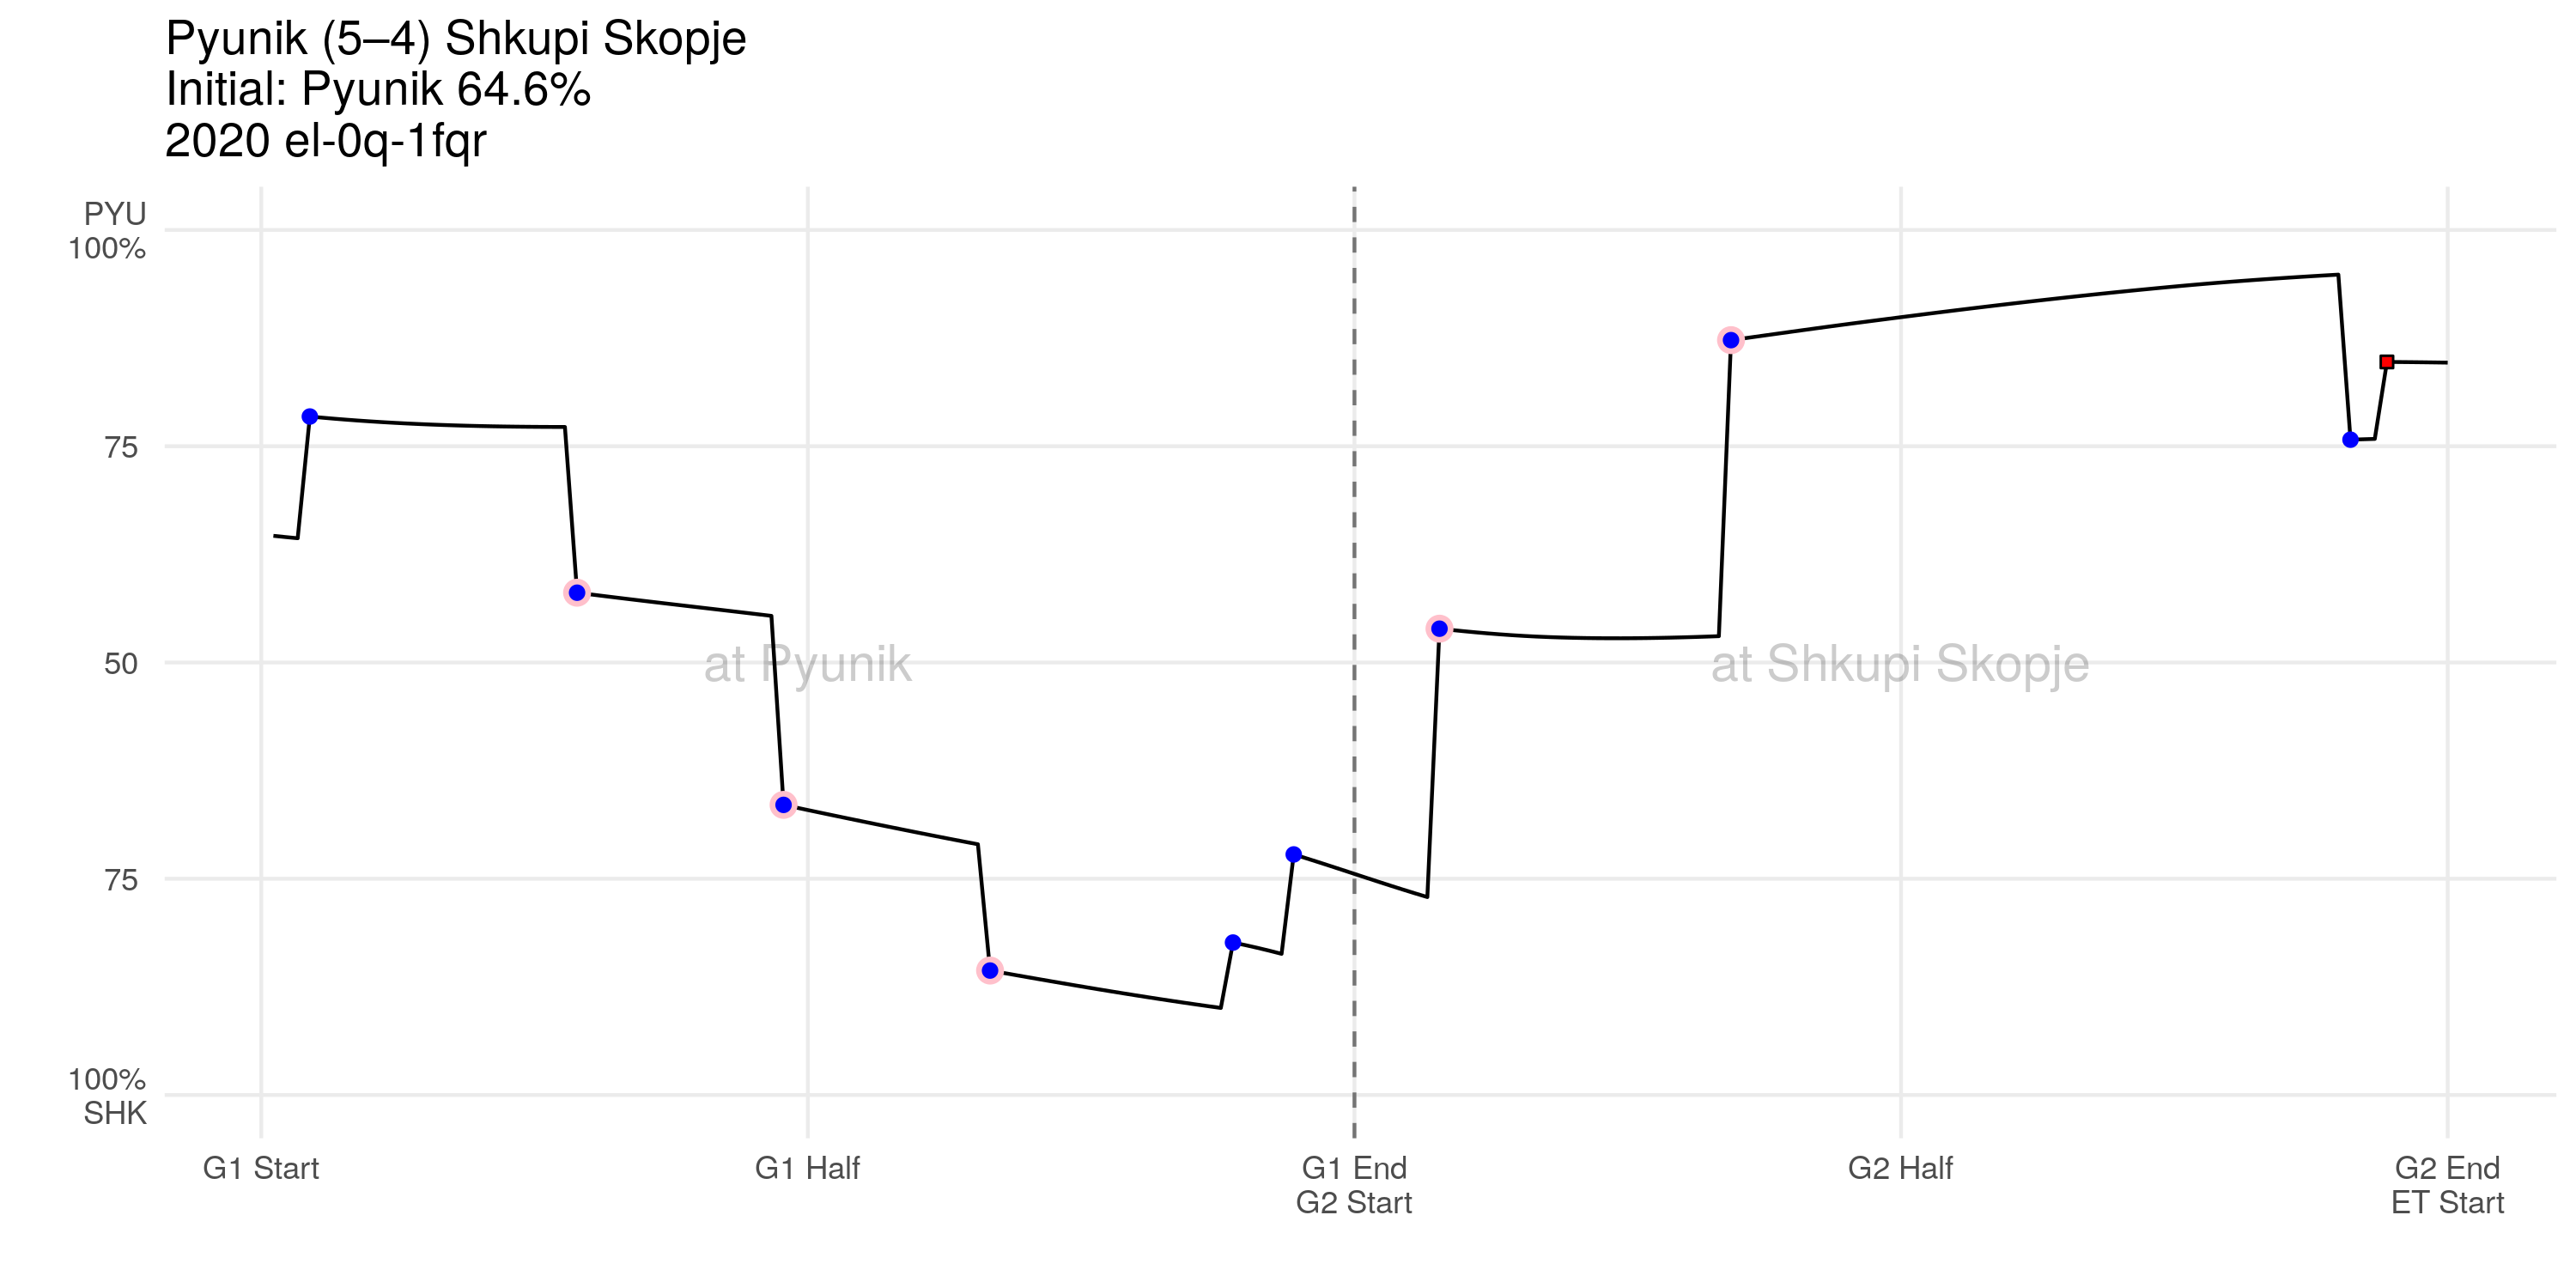 Pyunik (5–4) Shkupi Skopje
Initial: Pyunik 64.6%
2020 el-0q-1fqr
PYU
100%
75
50
75
100%
SHK
at Pyunik
at Shkupi Skopje
G1 Start
G1 Half
G1 End
G2 Start
G2 Half
G2 End
ET Start